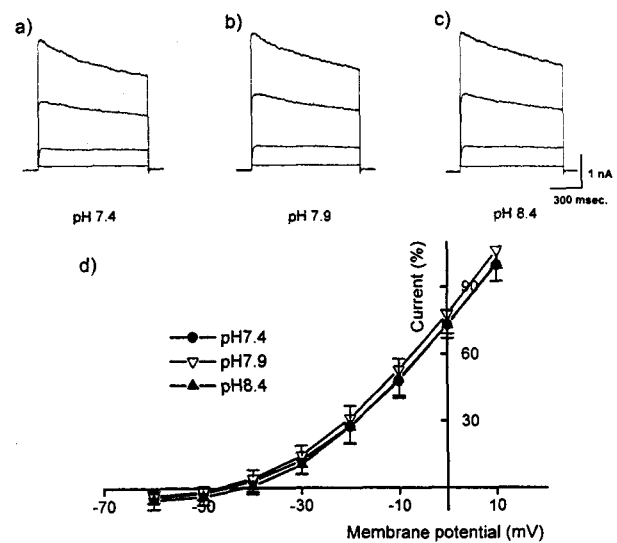 a)
b)
c)
1 nA
300 msec.
pH 7.4
pH 7.9
pH 8.4
d)
Current (%)
90
60
30
pH7.4
pH7.9
pH8.4
-70
-50
-30
-10
0
10
Membrane potential (mV)